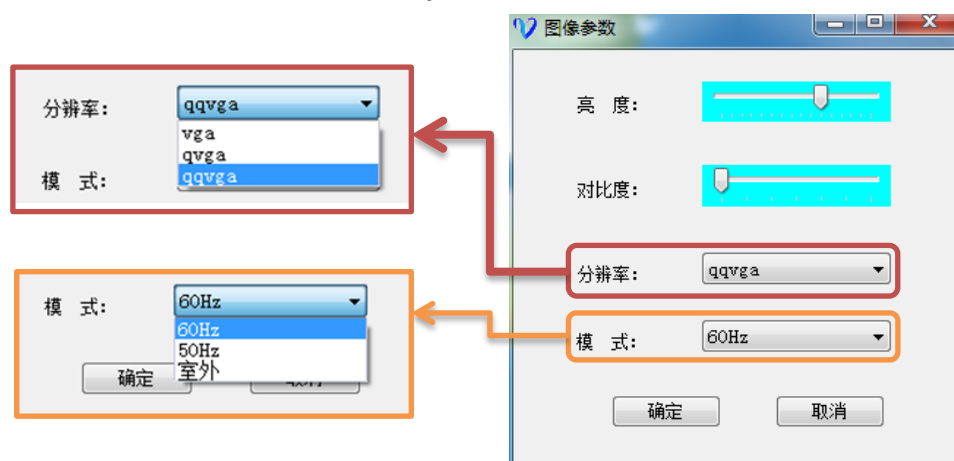 图像参数
亮 度:
对比度:
分辨率: qqvga
模 式: 60Hz
确定 取消
分辨率: qqvga
vga
qvga
qqvga
模 式:
模 式: 60Hz
60Hz
50Hz
室外
确定